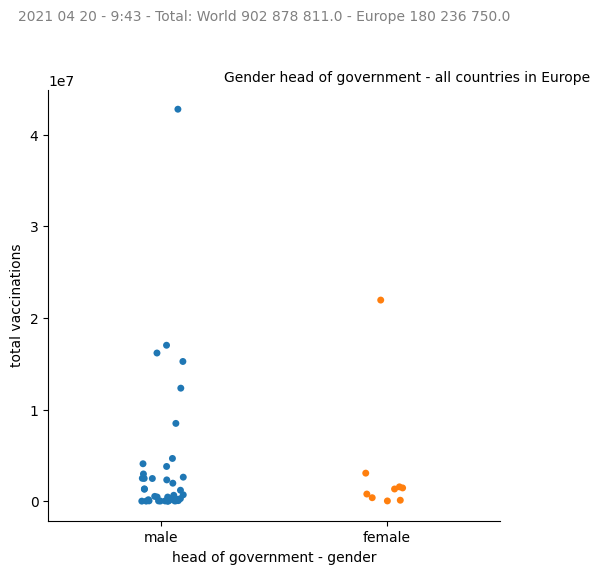 2021 04 20 - 9:43 - Total: World 902 878 811.0 - Europe 180 236 750.0
Gender head of government - all countries in Europe
1e7
4
3
2
1
0
total vaccinations
male
female
head of government - gender